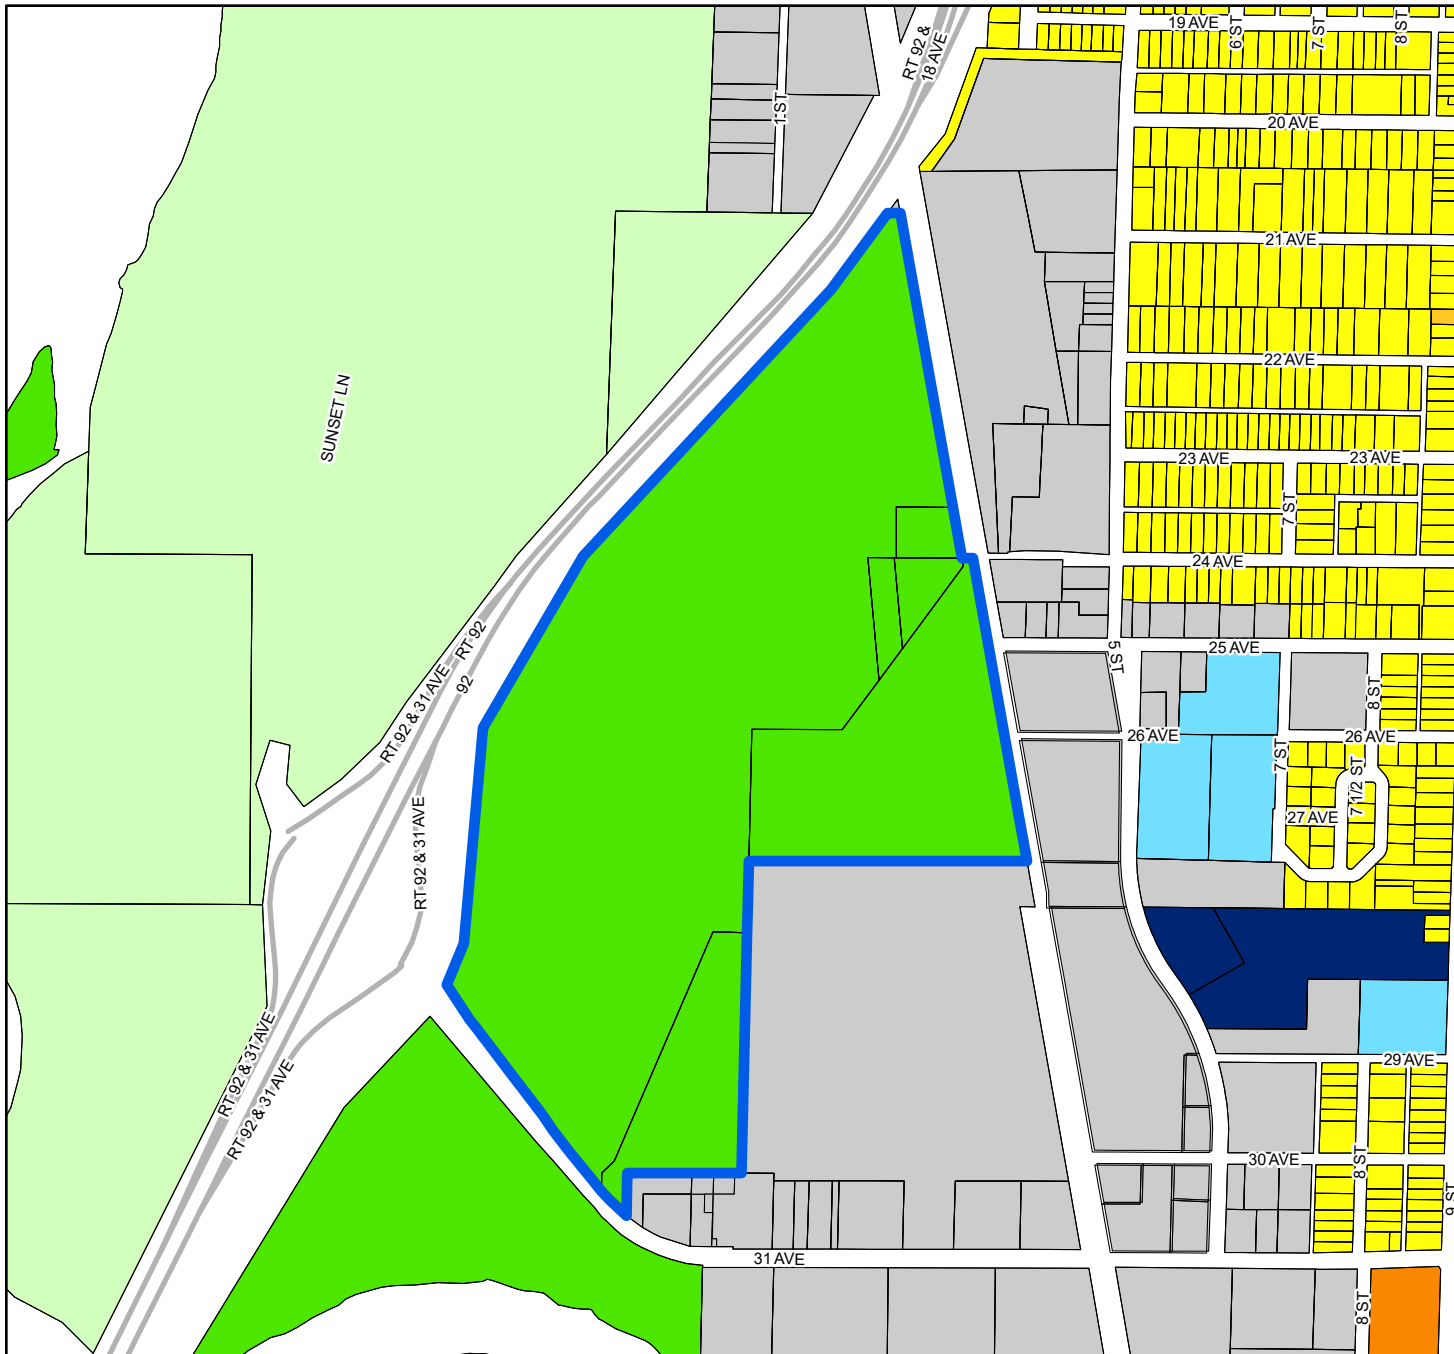 19 AVE
6 ST
7 ST
8 ST
RT 92 &
18 AVE
1 ST
20 AVE
21 AVE
22 AVE
SUNSET LN
23 AVE
23 AVE
7 ST
24 AVE
25 AVE
5 ST
RT 92
92
RT 92 & 31 AVE
8 ST
26 AVE
26 AVE
7 ST
7 1/2 ST
27 AVE
RT 92 & 31 AVE
RT 92 & 31 AVE
RT 92 & 31 AVE
29 AVE
30 AVE
8 ST
9 ST
31 AVE
8 ST